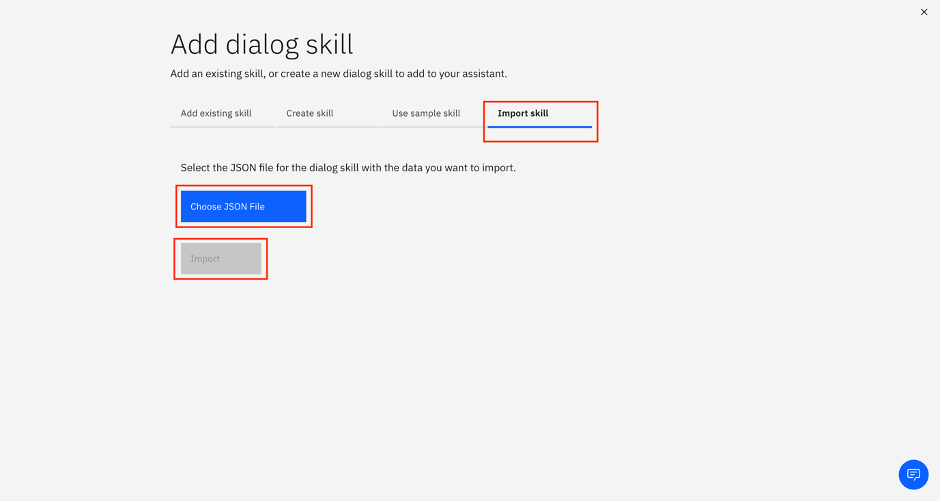 Add dialog skill
Add an existing skill, or create a new dialog skill to add to your assistant.
Add existing skill
Create skill
Use sample skill
Import skill
Select the JSON file for the dialog skill with the data you want to import.
Choose JSON File
Import